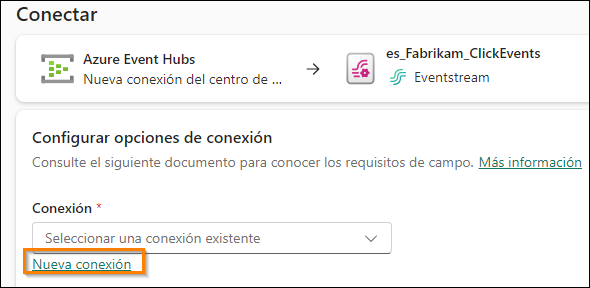 Conectar
Azure Event Hubs
Nueva conexión del centro de ...
es_Fabrikam_ClickEvents
Eventstream
Configurar opciones de conexión
Consulte el siguiente documento para conocer los requisitos de campo. Más información
Conexión *
Seleccionar una conexión existente
Nueva conexión